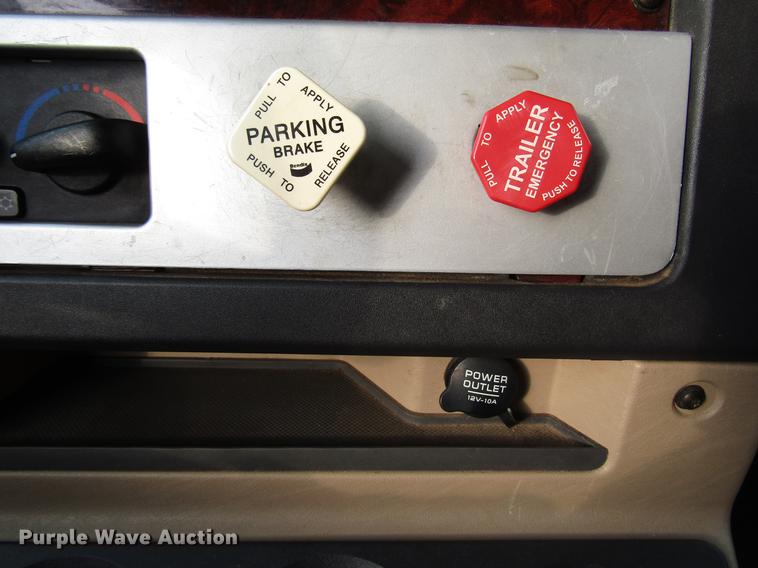 PULL TO APPLY
PARKING
BRAKE
Bendix
PUSH TO RELEASE
PULL TO APPLY
TRAILER
EMERGENCY
PUSH TO RELEASE
POWER
OUTLET
12V-10A
Purple Wave Auction